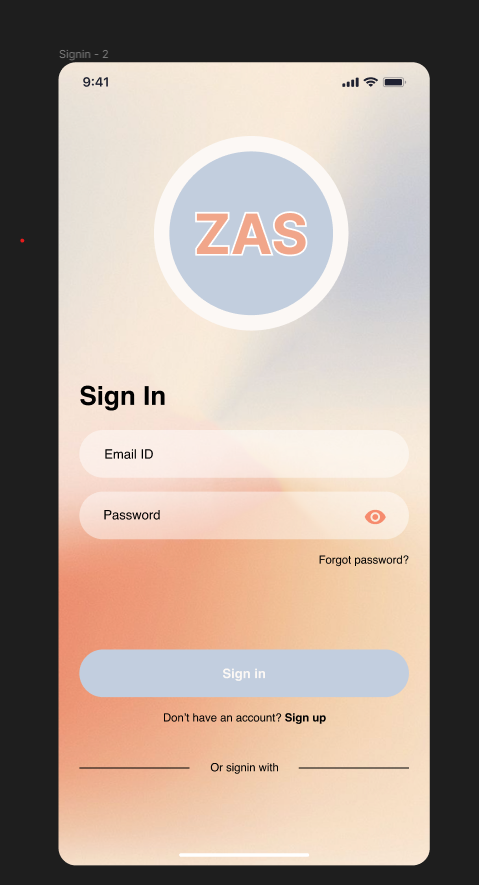 Signin - 2
9:41
ZAS
Sign In
Email ID
Password
Forgot password?
Sign in
Don't have an account? Sign up
Or signin with